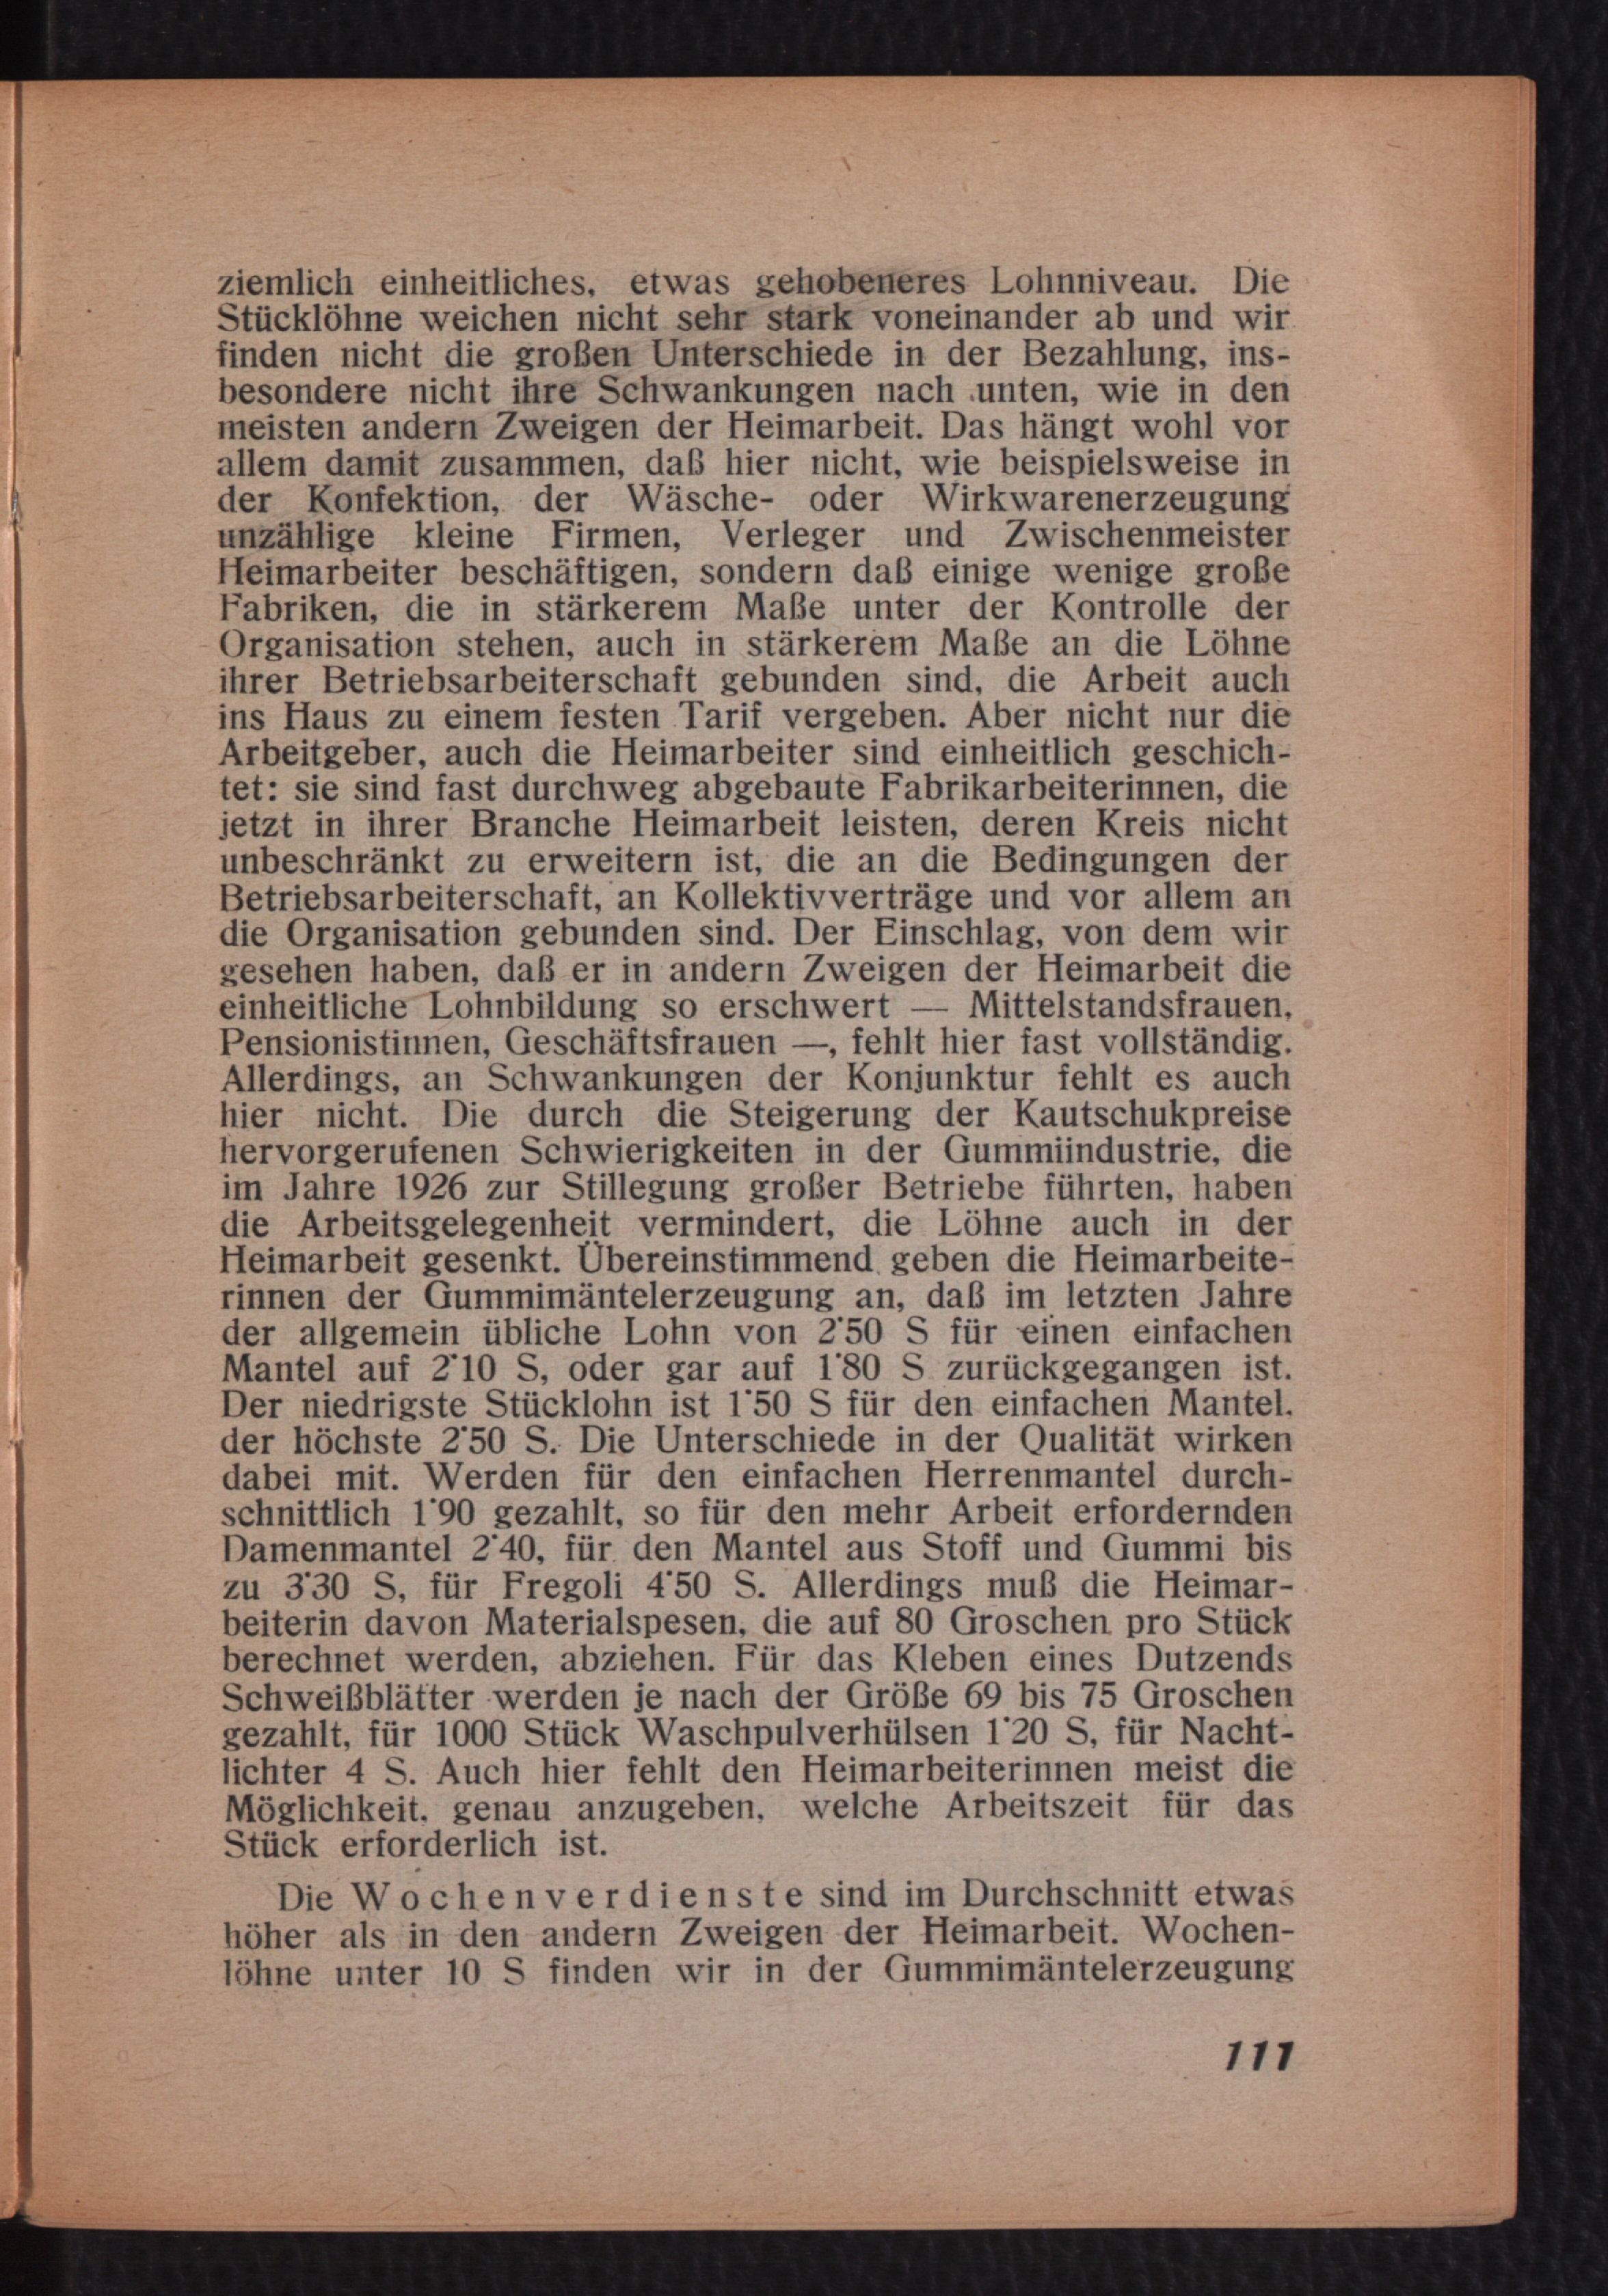 ziemlich einheitliches, etwas gehobeneres Lohnniveau. Die
Stücklöhne weichen nicht sehr stark voneinander ab und wir
finden nicht die großen Unterschiede in der Bezahlung, ins-
besondere nicht ihre Schwankungen nach unten, wie in den
meisten andern Zweigen der Heimarbeit. Das hängt wohl vor
allem damit zusammen, daß hier nicht, wie beispielsweise in
der Konfektion, der Wäsche- oder Wirkwarenerzeugung
unzählige kleine Firmen, Verleger und Zwischenmeister
Heimarbeiter beschäftigen, sondern daß einige wenige große
Fabriken, die in stärkerem Maße unter der Kontrolle der
Organisation stehen, auch in stärkerem Maße an die Löhne
ihrer Betriebsarbeiterschaft gebunden sind, die Arbeit auch
ins Haus zu einem festen Tarif vergeben. Aber nicht nur die
Arbeitgeber, auch die Heimarbeiter sind einheitlich geschich-
tet: sie sind fast durchweg abgebaute Fabrikarbeiterinnen, die
jetzt in ihrer Branche Heimarbeit leisten, deren Kreis nicht
unbeschränkt zu erweitern ist, die an die Bedingungen der
Betriebsarbeiterschaft, an Kollektivverträge und vor allem an
die Organisation gebunden sind. Der Einschlag, von dem wir
gesehen haben, daß er in andern Zweigen der Heimarbeit die
einheitliche Lohnbildung so erschwert — Mittelstandsfrauen,
Pensionistinnen, Geschäftsfrauen —, fehlt hier fast vollständig.
Allerdings, an Schwankungen der Konjunktur fehlt es auch
hier nicht. Die durch die Steigerung der Kautschukpreise
hervorgerufenen Schwierigkeiten in der Gummiindustrie, die
im Jahre 1926 zur Stillegung großer Betriebe führten, haben
die Arbeitsgelegenheit vermindert, die Löhne auch in der
Heimarbeit gesenkt. Übereinstimmend geben die Heimarbeite-
rinnen der Gummimäntelerzeugung an, daß im letzten Jahre
der allgemein übliche Lohn von 2˙50 S für einen einfachen
Mantel auf 2˙10 S, oder gar auf 1˙80 S zurückgegangen ist.
Der niedrigste Stücklohn ist 1˙50 S für den einfachen Mantel,
der höchste 2˙50 S. Die Unterschiede in der Qualität wirken
dabei mit. Werden für den einfachen Herrenmantel durch-
schnittlich 1˙90 gezahlt, so für den mehr Arbeit erfordernden
Damenmantel 2˙40, für den Mantel aus Stoff und Gummi bis
zu 3˙30 S, für Fregoli 4˙50 S. Allerdings muß die Heimar-
beiterin davon Materialspesen, die auf 80 Groschen pro Stück
berechnet werden, abziehen. Für das Kleben eines Dutzends
Schweißblätter werden je nach der Größe 69 bis 75 Groschen
gezahlt, für 1000 Stück Waschpulverhülsen 1˙20 S, für Nacht-
lichter 4 S. Auch hier fehlt den Heimarbeiterinnen meist die
Möglichkeit, genau anzugeben, welche Arbeitszeit für das
Stück erforderlich ist.
Die Wochenverdienste sind im Durchschnitt etwas
höher als in den andern Zweigen der Heimarbeit. Wochen-
löhne unter 10 S finden wir in der Gummimäntelerzeugung
111